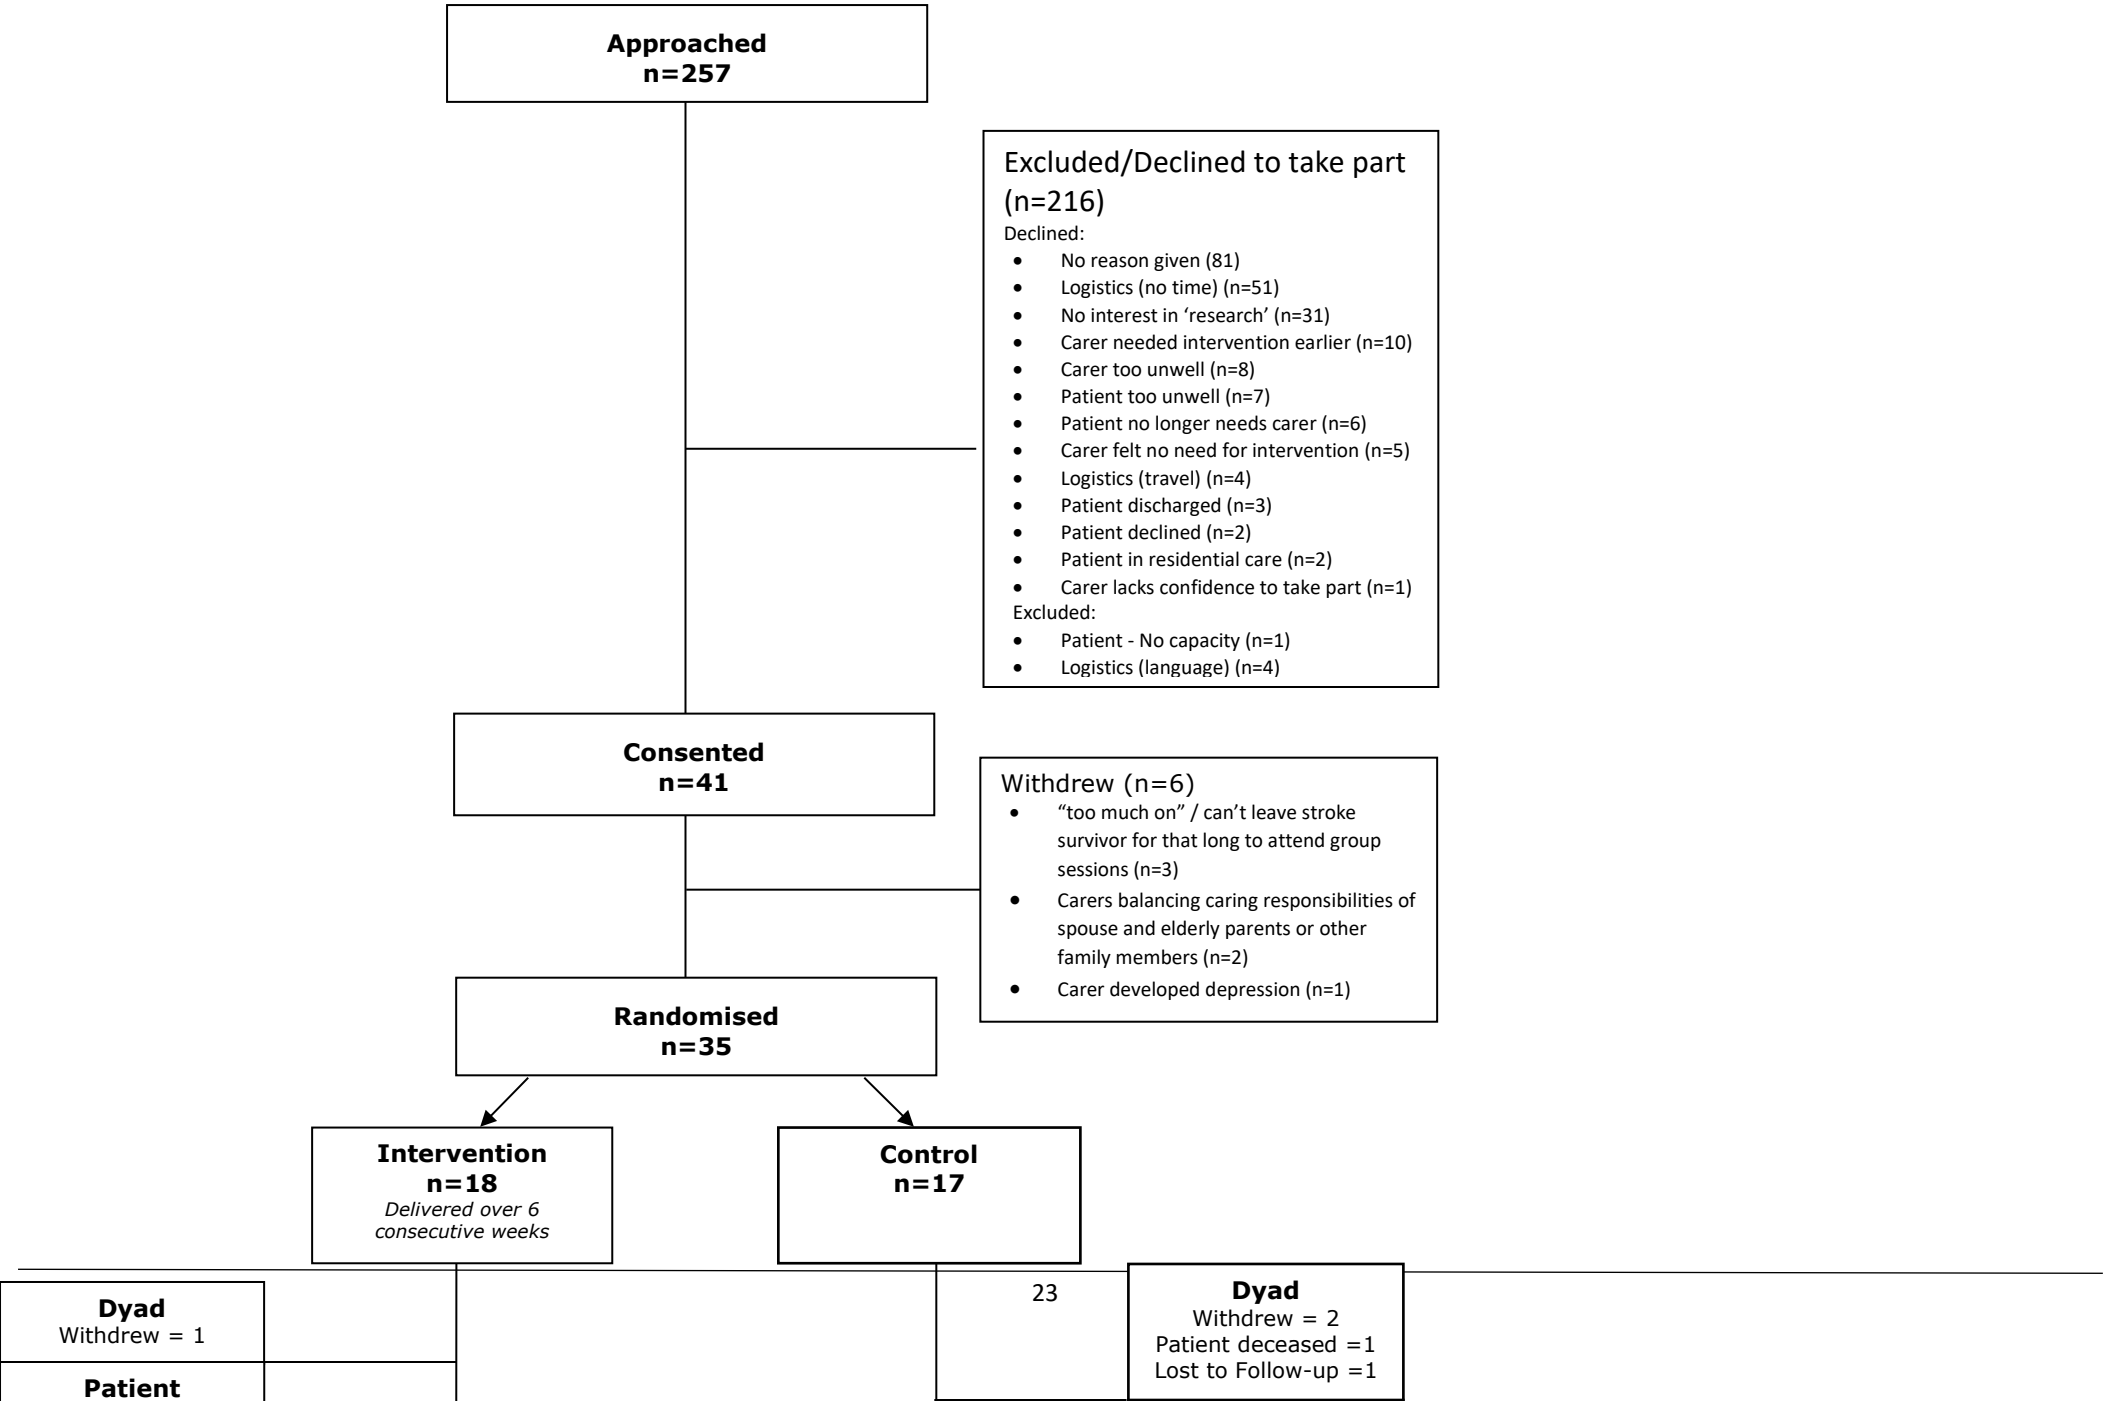 Approached
n=257
Excluded/Declined to take part
(n=216)
Declined:
• No reason given (81)
• Logistics (no time) (n=51)
• No interest in ‘research’ (n=31)
• Carer needed intervention earlier (n=10)
• Carer too unwell (n=8)
• Patient too unwell (n=7)
• Patient no longer needs carer (n=6)
• Carer felt no need for intervention (n=5)
• Logistics (travel) (n=4)
• Patient discharged (n=3)
• Patient declined (n=2)
• Patient in residential care (n=2)
• Carer lacks confidence to take part (n=1)
Excluded:
• Patient - No capacity (n=1)
• Logistics (language) (n=4)
Consented
n=41
Withdrew (n=6)
• “too much on” / can’t leave stroke
survivor for that long to attend group
sessions (n=3)
• Carers balancing caring responsibilities of
spouse and elderly parents or other
family members (n=2)
• Carer developed depression (n=1)
Randomised
n=35
Intervention
n=18
Delivered over 6
consecutive weeks
Control
n=17
Dyad
Withdrew = 1
Patient
23
Dyad
Withdrew = 2
Patient deceased =1
Lost to Follow-up =1